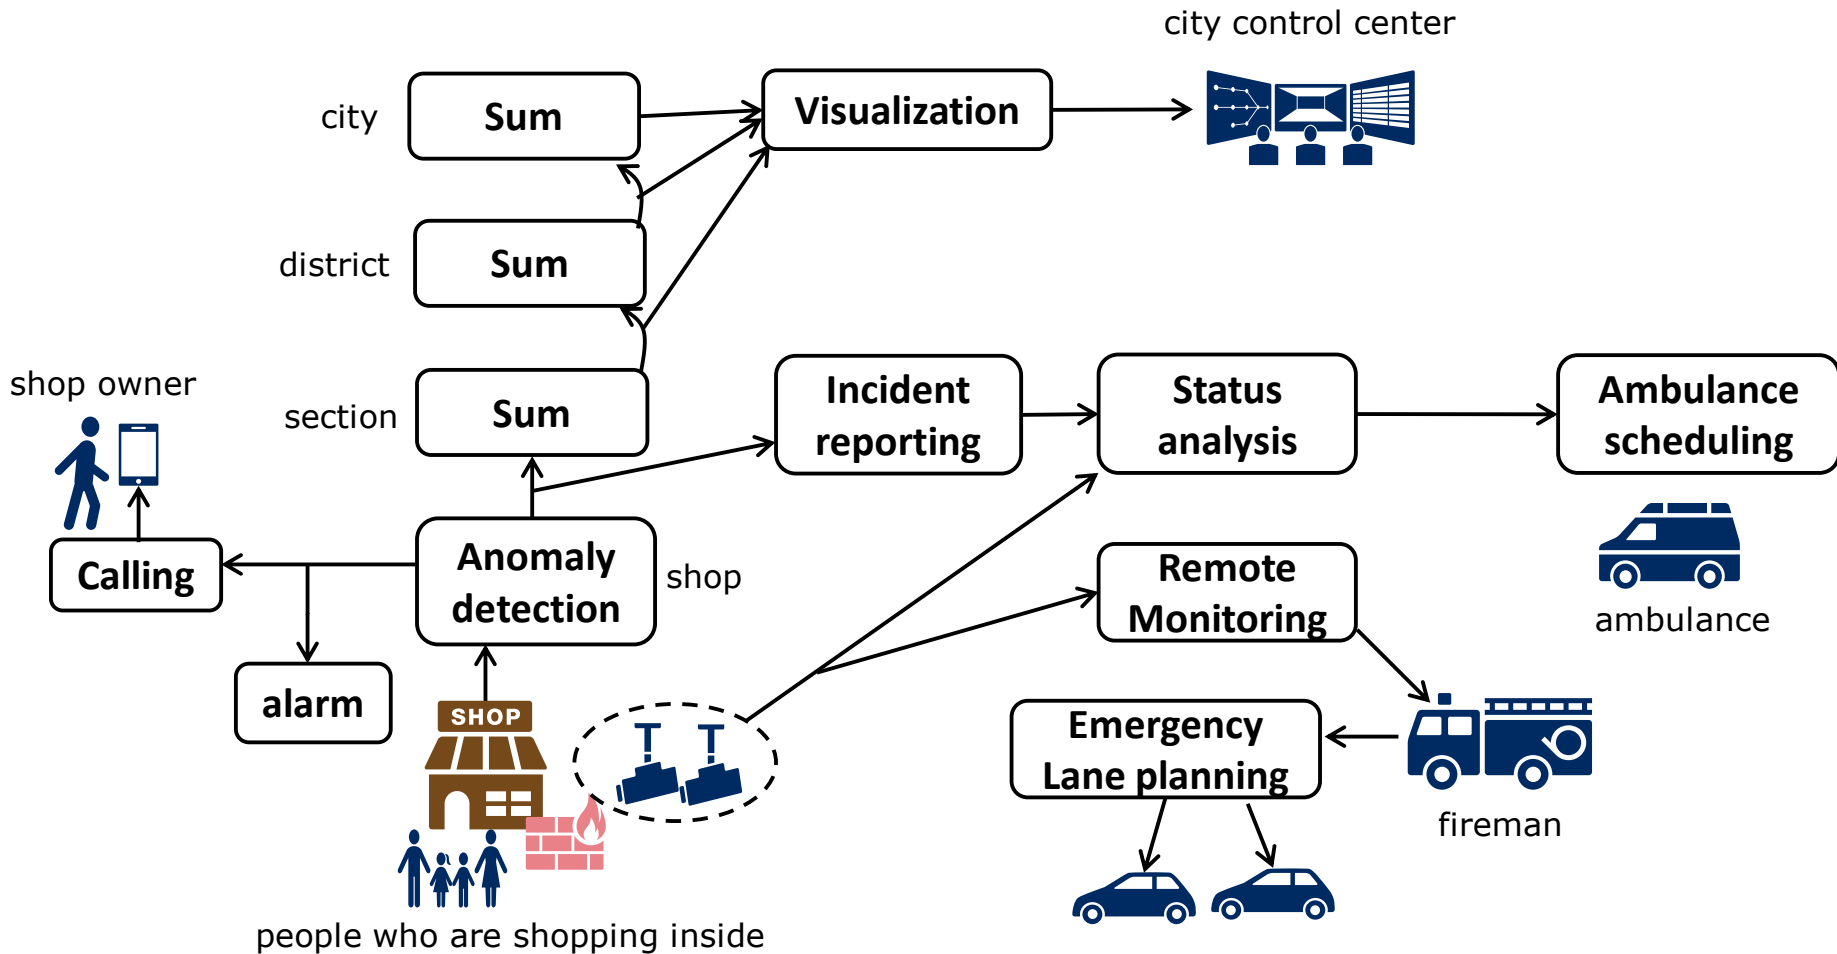 city control center
city
Sum
Visualization
district
Sum
shop owner
section
Sum
Incident
reporting
Status
analysis
Ambulance
scheduling
Calling
Anomaly
detection
shop
Remote
Monitoring
ambulance
alarm
SHOP
Emergency
Lane planning
fireman
people who are shopping inside